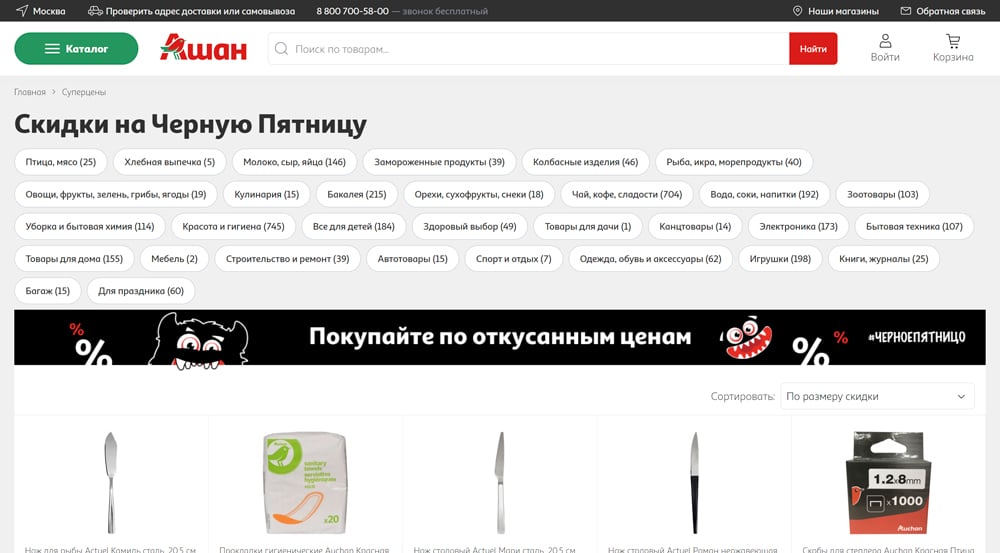 Москва Проверить адрес доставки или самовывоза 8 800 700-58-00 — звонок бесплатный Наши магазины Обратная связь
Каталог Ашан Поиск по товарам... Найти Войти Корзина
Главная > Суперцены
Скидки на Черную Пятницу
Птица, мясо (25) Хлебная выпечка (5) Молоко, сыр, яйца (146) Замороженные продукты (39) Колбасные изделия (46) Рыба, икра, морепродукты (40)
Овощи, фрукты, зелень, грибы, ягоды (19) Кулинария (15) Бакалея (215) Орехи, сухофрукты, снеки (18) Чай, кофе, сладости (704) Вода, соки, напитки (192) Зоотовары (103)
Уборка и бытовая химия (114) Красота и гигиена (745) Все для детей (184) Здоровый выбор (49) Товары для дачи (1) Канцтовары (14) Электроника (173) Бытовая техника (107)
Товары для дома (155) Мебель (2) Строительство и ремонт (39) Автотовары (15) Спорт и отдых (7) Одежда, обувь и аксессуары (62) Игрушки (198) Книги, журналы (25)
Багаж (15) Для праздника (60)
% % Покупайте по откусанным ценам % % #ЧЕРНОЕПЯТНИЦО
Сортировать: По размеру скидки
sanitary
towels
serviettes
hygiéniques
x20
1.2x8mm
x1000
Auchan
Нож для рыбы Actuel Камиль сталь, 20,5 см Прокладки гигиенические Auchan Красная Нож столовый Actuel Мари сталь, 20,5 см Нож столовый Actuel Роман нержавеющая Скобы для степлера Auchan Красная Птица